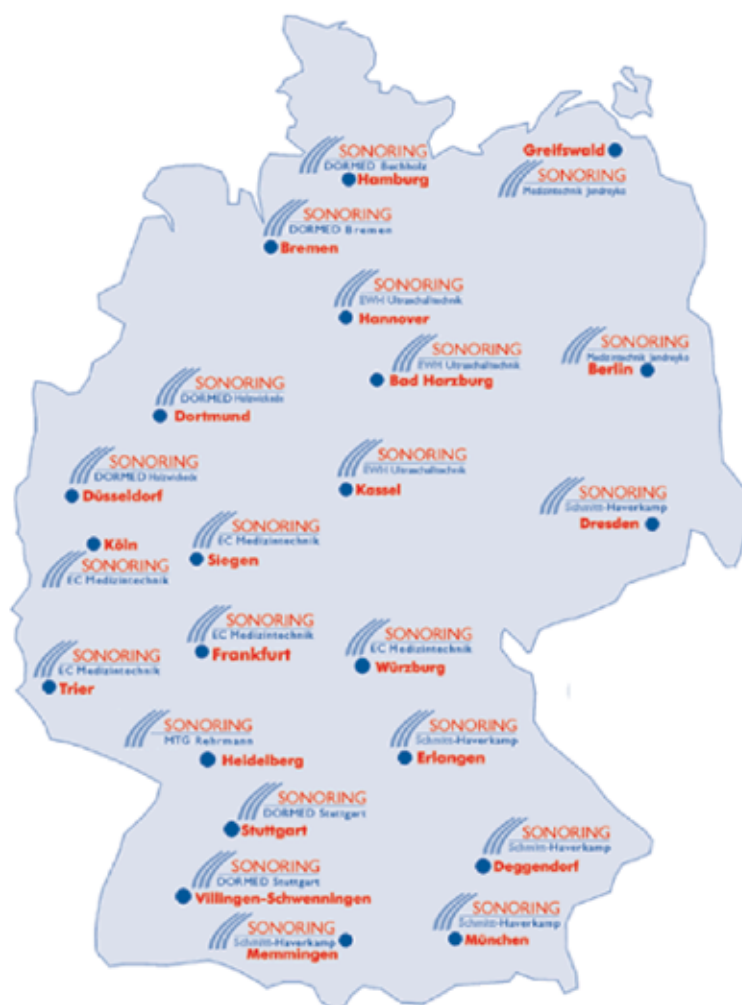 SONORING
DORMED Buchholz
Hamburg
Greifswald
SONORING
Medizintechnik Jandreyko
SONORING
DORMED Bremen
Bremen
SONORING
EWH Ultraschalltechnik
Hannover
SONORING
EWH Ultraschalltechnik
Bad Harzburg
SONORING
Medizintechnik Jandreyko
Berlin
SONORING
DORMED Holzwickede
Dortmund
SONORING
DORMED Holzwickede
Düsseldorf
SONORING
EWH Ultraschalltechnik
Kassel
SONORING
Schmitt-Haverkamp
Dresden
Köln
SONORING
EC Medizintechnik
SONORING
EC Medizintechnik
Siegen
SONORING
EC Medizintechnik
Frankfurt
SONORING
EC Medizintechnik
Würzburg
SONORING
EC Medizintechnik
Trier
SONORING
MTG Rehrmann
Heidelberg
SONORING
Schmitt-Haverkamp
Erlangen
SONORING
DORMED Stuttgart
Stuttgart
SONORING
Schmitt-Haverkamp
Deggendorf
SONORING
DORMED Stuttgart
Villingen-Schwenningen
SONORING
Schmitt-Haverkamp
Memmingen
SONORING
Schmitt-Haverkamp
München